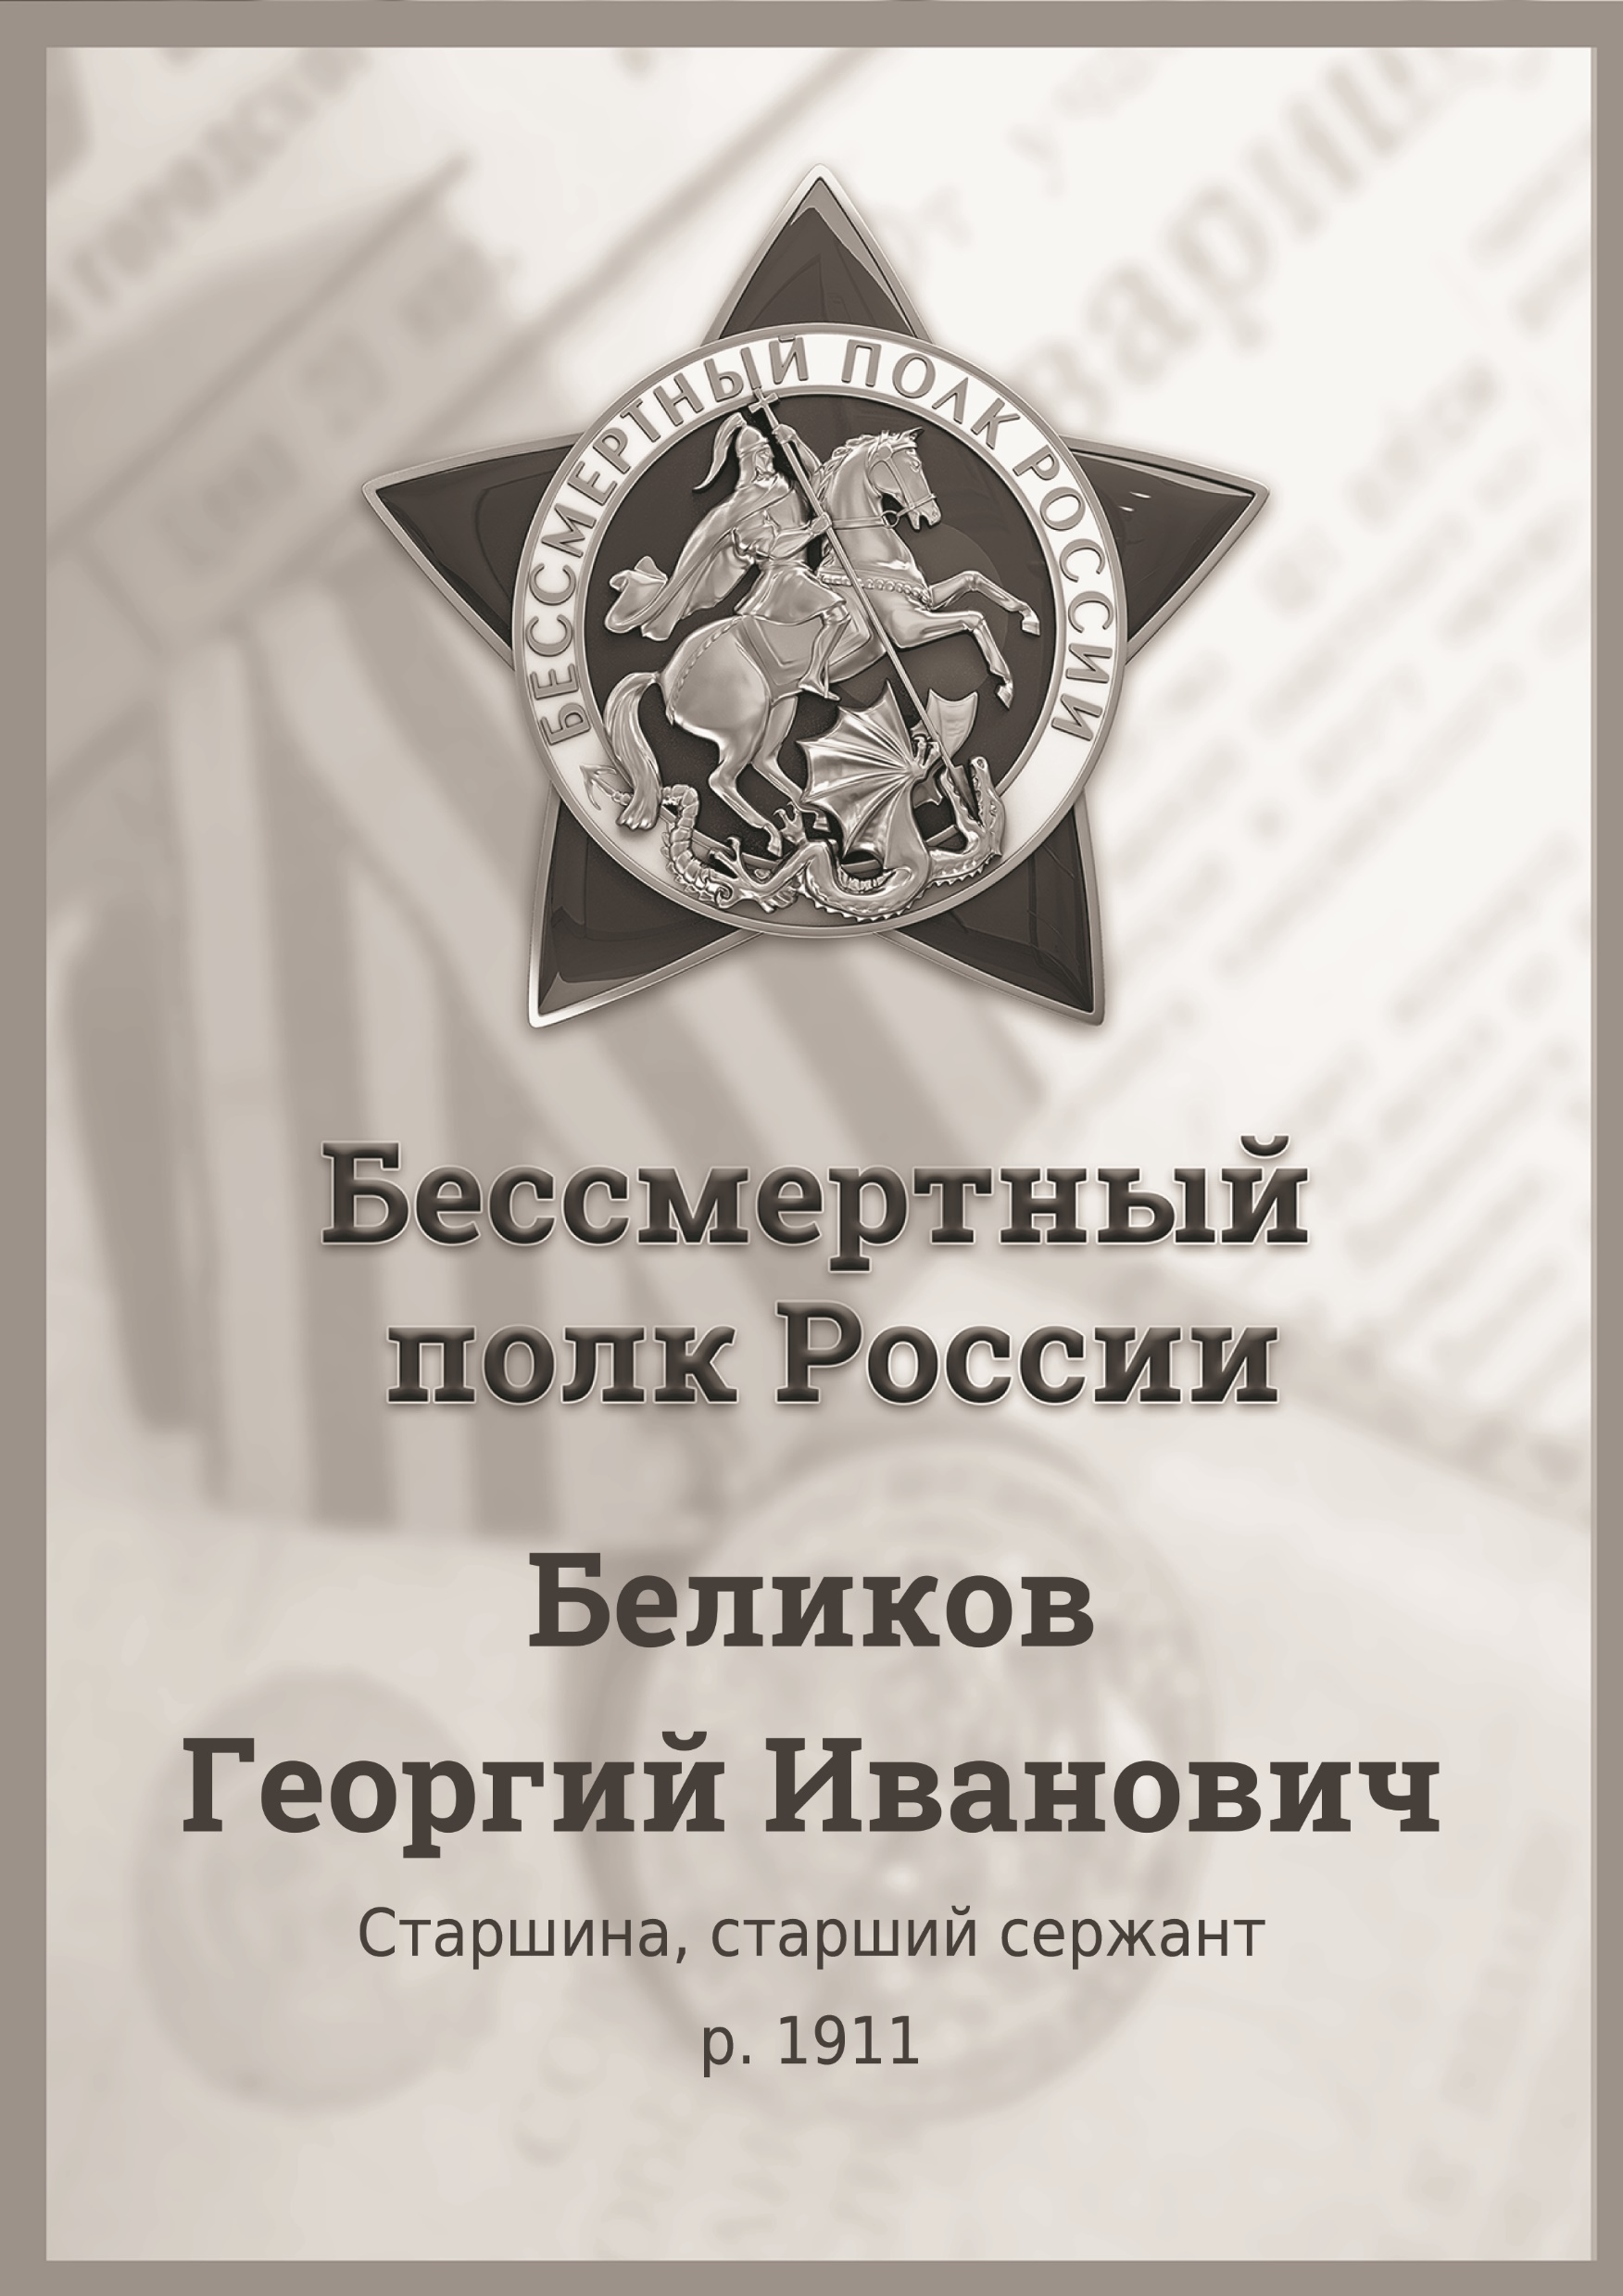 БЕССМЕРТНЫЙ ПОЛК РОССИИ
Бессмертный
полк России
Беликов
Георгий Иванович
Старшина, старший сержант
р. 1911